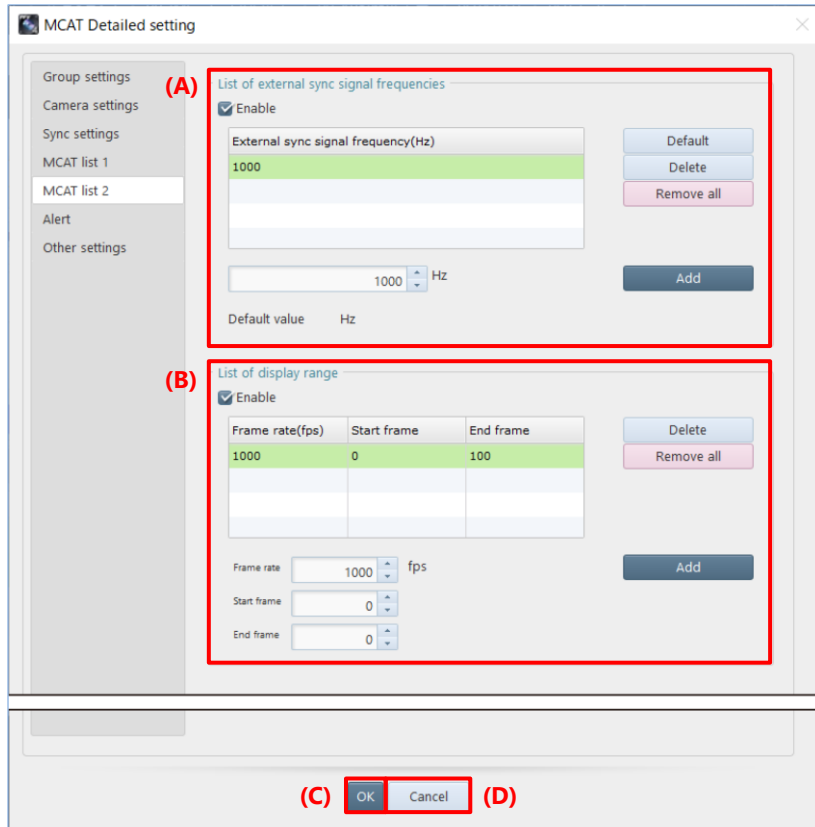 MCAT Detailed setting
Group settings
Camera settings
Sync settings
MCAT list 1
MCAT list 2
Alert
Other settings
(A)
List of external sync signal frequencies
Enable
External sync signal frequency(Hz)
1000
Default
Delete
Remove all
1000 Hz
Add
Default value Hz
(B)
List of display range
Enable
Frame rate(fps) Start frame End frame
1000 0 100
Delete
Remove all
Frame rate 1000 fps
Add
Start frame 0
End frame 0
(C) OK Cancel (D)